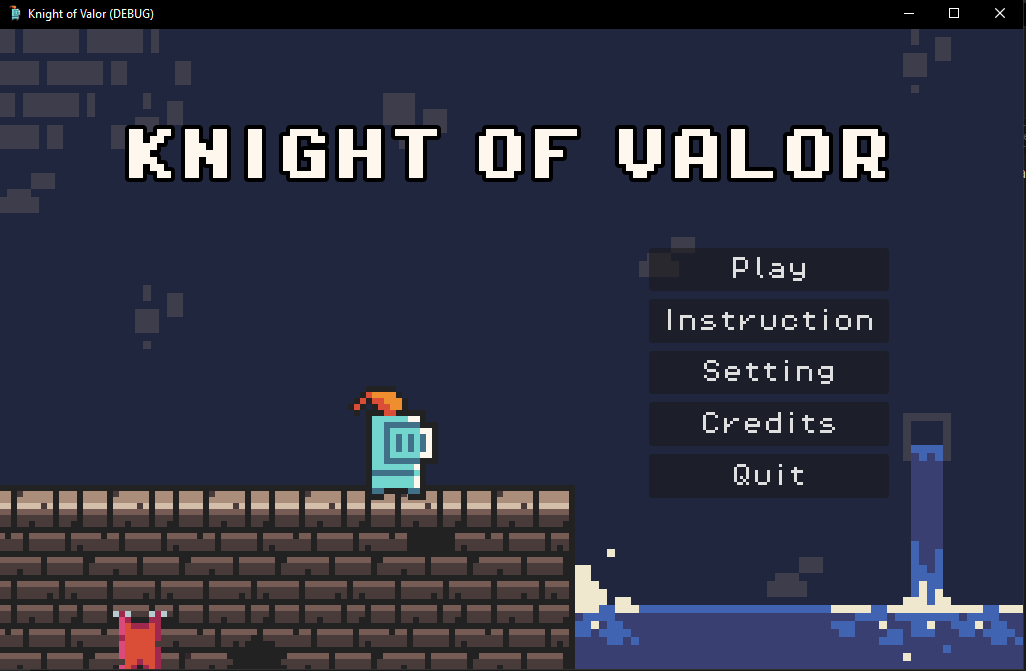 Knight of Valor (DEBUG)
KNIGHT OF VALOR
Play
Instruction
Setting
Credits
Quit